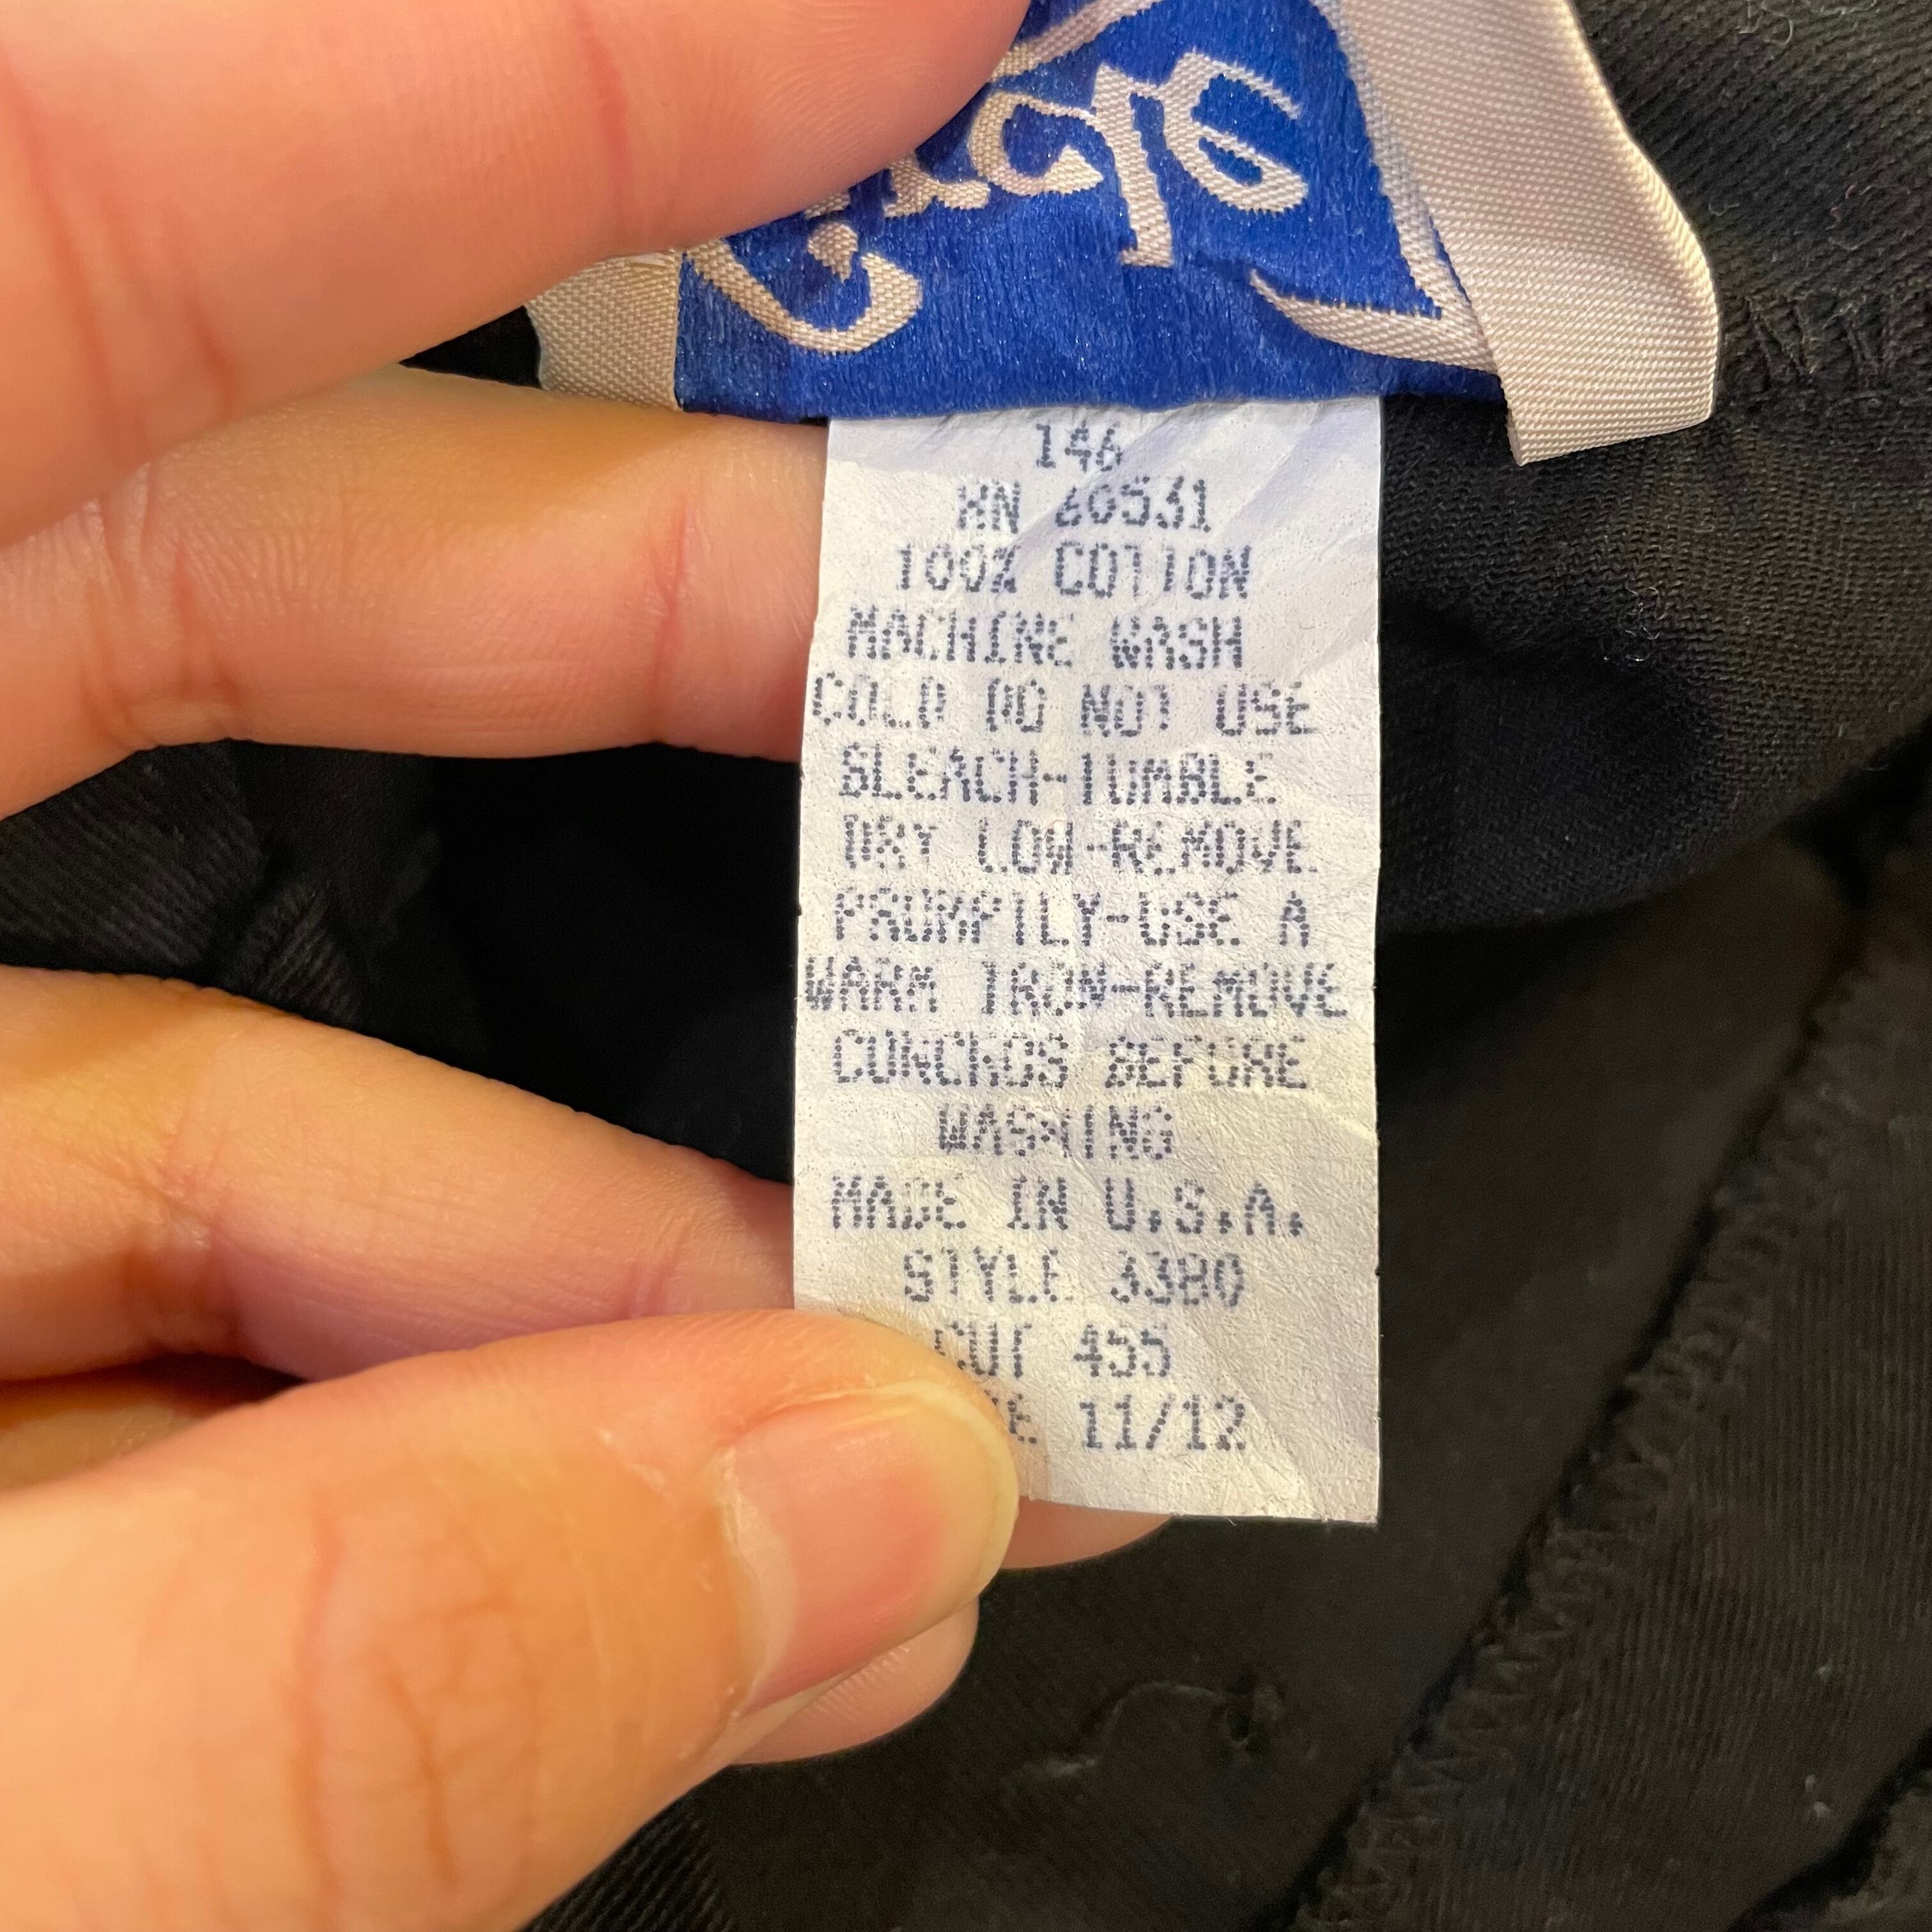 146
RN 60531
100% COTTON
MACHINE WASH
COLD DO NOT USE
BLEACH-TUMBLE
DRY LOW-REMOVE
PROMPTLY-USE A
WARM IRON-REMOVE
CONCHOS BEFORE
WASHING
MADE IN U.S.A.
STYLE 3380
CUT 455
11/12